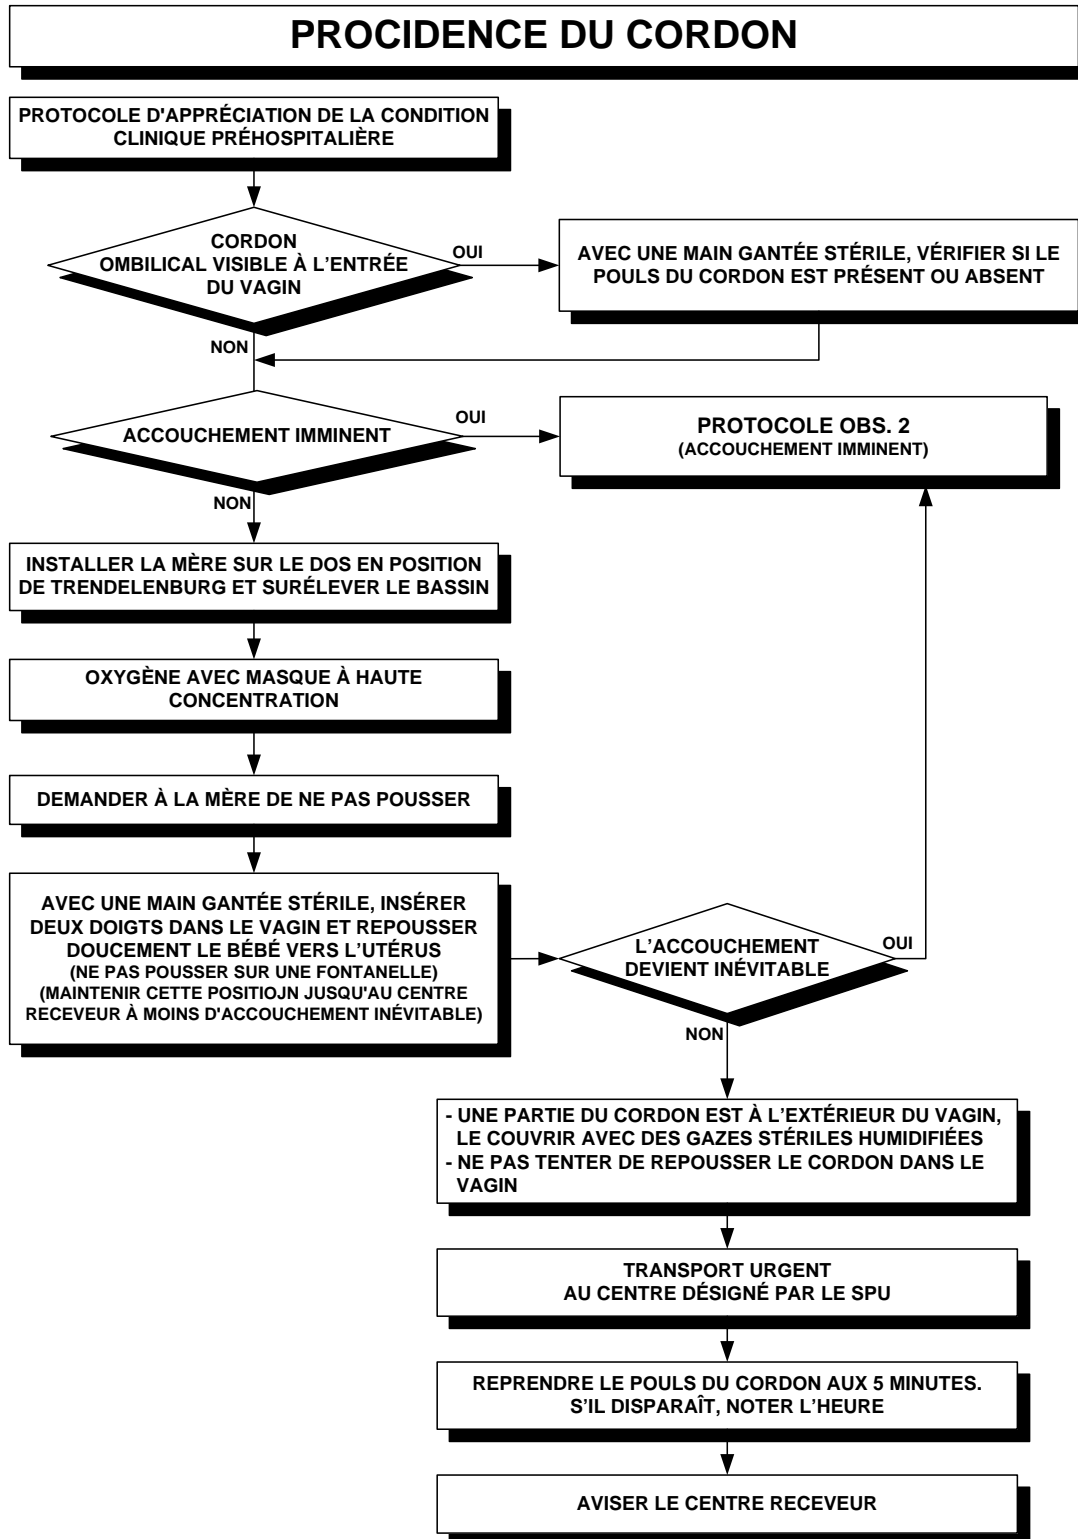 PROCIDENCE DU CORDON
PROTOCOLE D'APPRÉCIATION DE LA CONDITION
CLINIQUE PRÉHOSPITALIÈRE
CORDON
OMBILICAL VISIBLE À L'ENTRÉE
DU VAGIN
OUI
AVEC UNE MAIN GANTÉE STÉRILE, VÉRIFIER SI LE
POULS DU CORDON EST PRÉSENT OU ABSENT
NON
ACCOUCHEMENT IMMINENT
OUI
PROTOCOLE OBS. 2
(ACCOUCHEMENT IMMINENT)
NON
INSTALLER LA MÈRE SUR LE DOS EN POSITION
DE TRENDELENBURG ET SURÉLEVER LE BASSIN
OXYGÈNE AVEC MASQUE À HAUTE
CONCENTRATION
DEMANDER À LA MÈRE DE NE PAS POUSSER
AVEC UNE MAIN GANTÉE STÉRILE, INSÉRER
DEUX DOIGTS DANS LE VAGIN ET REPOUSSER
DOUCEMENT LE BÉBÉ VERS L'UTÉRUS
(NE PAS POUSSER SUR UNE FONTANELLE)
(MAINTENIR CETTE POSITIOJN JUSQU'AU CENTRE
RECEVEUR À MOINS D'ACCOUCHEMENT INÉVITABLE)
L'ACCOUCHEMENT
DEVIENT INÉVITABLE
OUI
NON
- UNE PARTIE DU CORDON EST À L'EXTÉRIEUR DU VAGIN,
LE COUVRIR AVEC DES GAZES STÉRILES HUMIDIFIÉES
- NE PAS TENTER DE REPOUSSER LE CORDON DANS LE
VAGIN
TRANSPORT URGENT
AU CENTRE DÉSIGNÉ PAR LE SPU
REPRENDRE LE POULS DU CORDON AUX 5 MINUTES.
S'IL DISPARAÎT, NOTER L'HEURE
AVISER LE CENTRE RECEVEUR